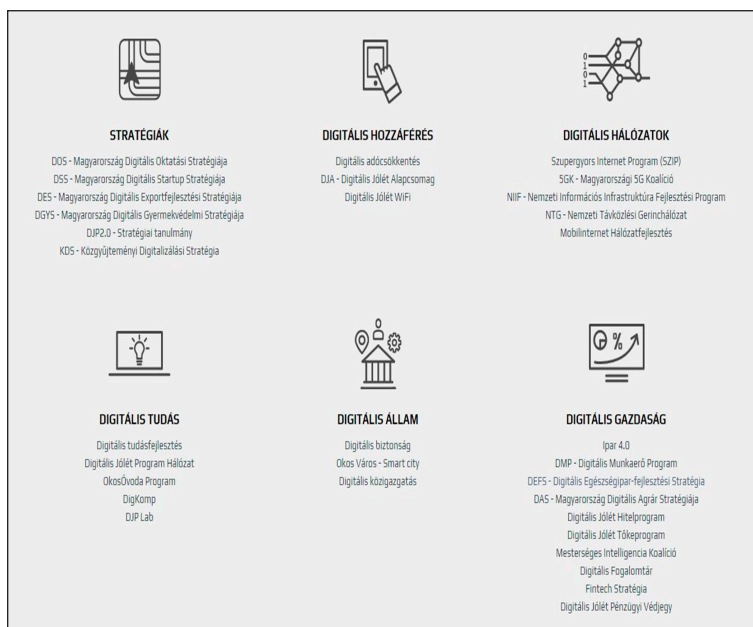 STRATÉGIÁK
DOS - Magyarország Digitális Oktatási Stratégiája
DSS - Magyarország Digitális Startup Stratégiája
DES - Magyarország Digitális Exportfejlesztési Stratégiája
DGYS - Magyarország Digitális Gyermekvédelmi Stratégiája
DJP2.0 - Stratégiai tanulmány
KDS - Közgyűjteményi Digitalizálási Stratégia
DIGITÁLIS HOZZÁFÉRÉS
Digitális adócsökkentés
DJA - Digitális Jólét Alapcsomag
Digitális Jólét WiFi
0
1
0
1
DIGITÁLIS HÁLÓZATOK
Szupergyors Internet Program (SZIP)
5GK - Magyarországi 5G Koalíció
NIIF - Nemzeti Információs Infrastruktúra Fejlesztési Program
NTG - Nemzeti Távközlési Gerinchálózat
Mobilinternet Hálózatfejlesztés
DIGITÁLIS TUDÁS
Digitális tudásfejlesztés
Digitális Jólét Program Hálózat
OkosÓvoda Program
DigKomp
DJP Lab
DIGITÁLIS ÁLLAM
Digitális biztonság
Okos Város - Smart city
Digitális közigazgatás
%
DIGITÁLIS GAZDASÁG
Ipar 4.0
DMP - Digitális Munkaerő Program
DEFS - Digitális Egészségipar-fejlesztési Stratégia
DAS - Magyarország Digitális Agrár Stratégiája
Digitális Jólét Hitelprogram
Digitális Jólét Tőkeprogram
Mesterséges Intelligencia Koalíció
Digitális Fogalomtár
Fintech Stratégia
Digitális Jólét Pénzügyi Védjegy